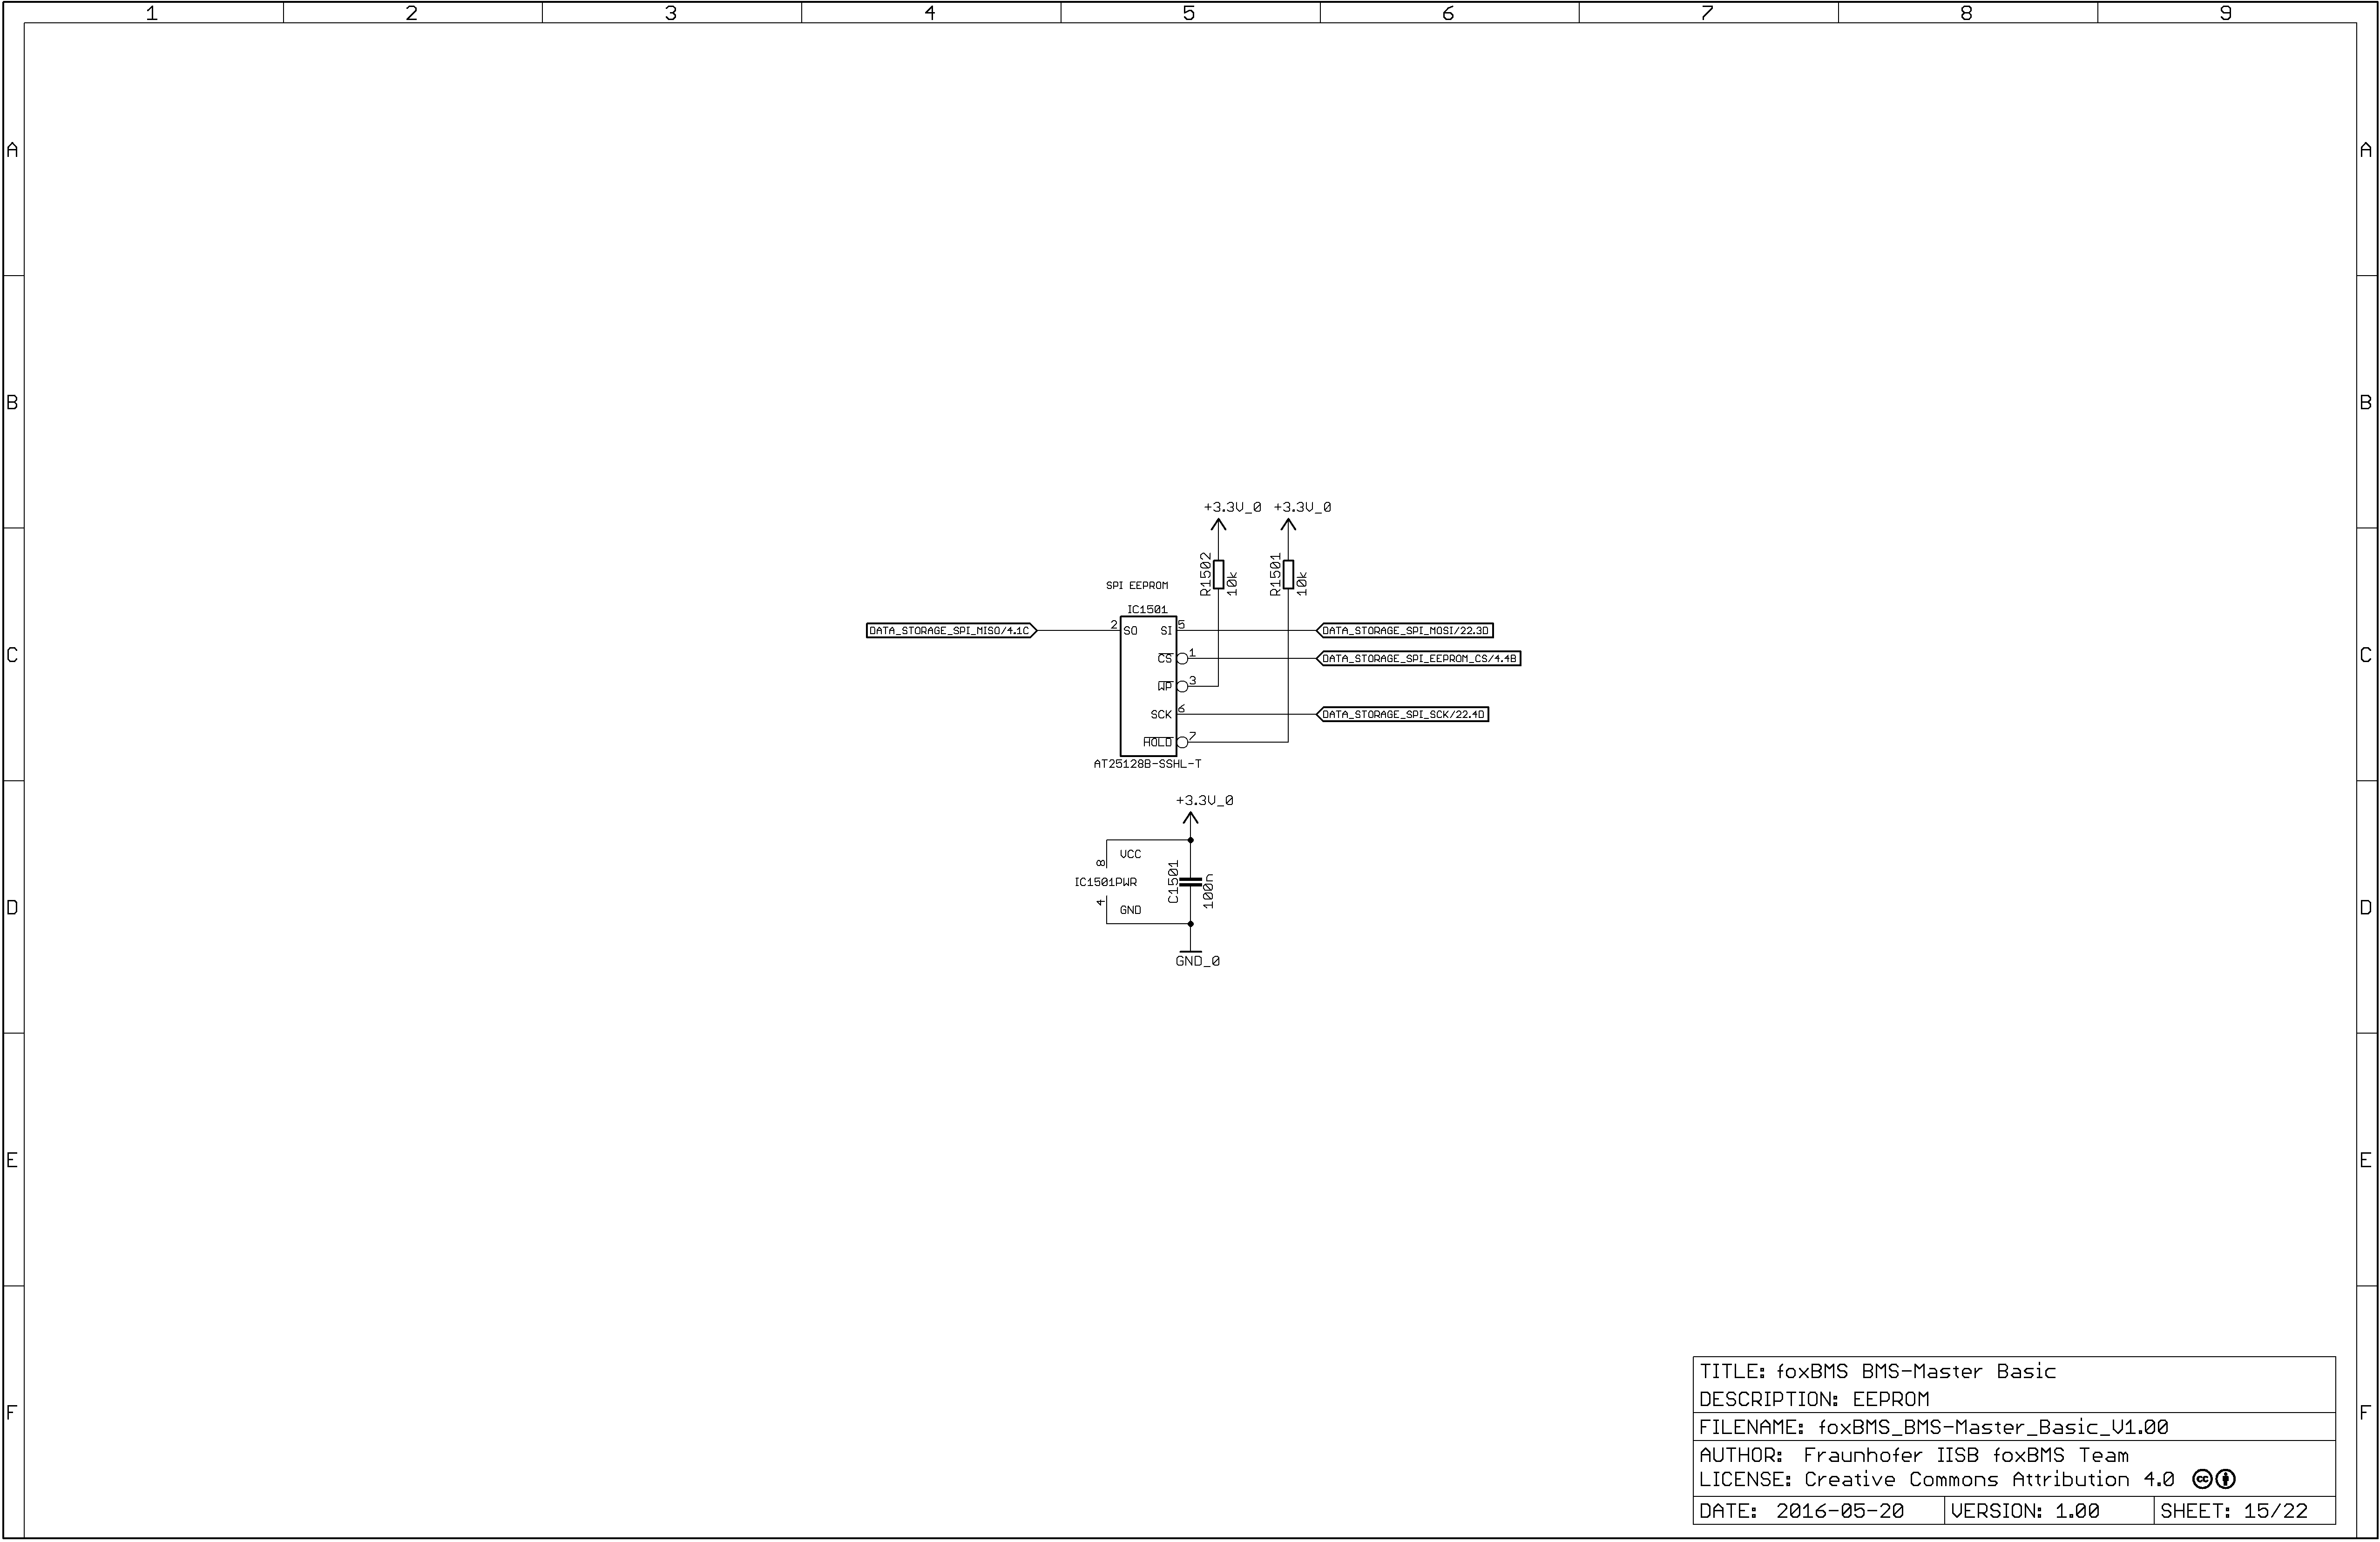 1 2 3 4 5 6 7 8 9
A A
B B
+3.3V_0 +3.3V_0
R1502 10k R1501 10k
SPI EEPROM
IC1501
DATA_STORAGE_SPI_MISO/4.1C 2 SO SI 5 DATA_STORAGE_SPI_MOSI/22.3D
C CS 1 DATA_STORAGE_SPI_EEPROM_CS/4.4B C
WP 3
SCK 6 DATA_STORAGE_SPI_SCK/22.4D
HOLD 7
AT25128B-SSHL-T
+3.3V_0
8 VCC
IC1501PWR C1501 100n
4 GND
D D
GND_0
E E
TITLE: foxBMS BMS-Master Basic
DESCRIPTION: EEPROM
F F
FILENAME: foxBMS_BMS-Master_Basic_V1.00
AUTHOR: Fraunhofer IISB foxBMS Team
LICENSE: Creative Commons Attribution 4.0 cc
DATE: 2016-05-20 VERSION: 1.00 SHEET: 15/22